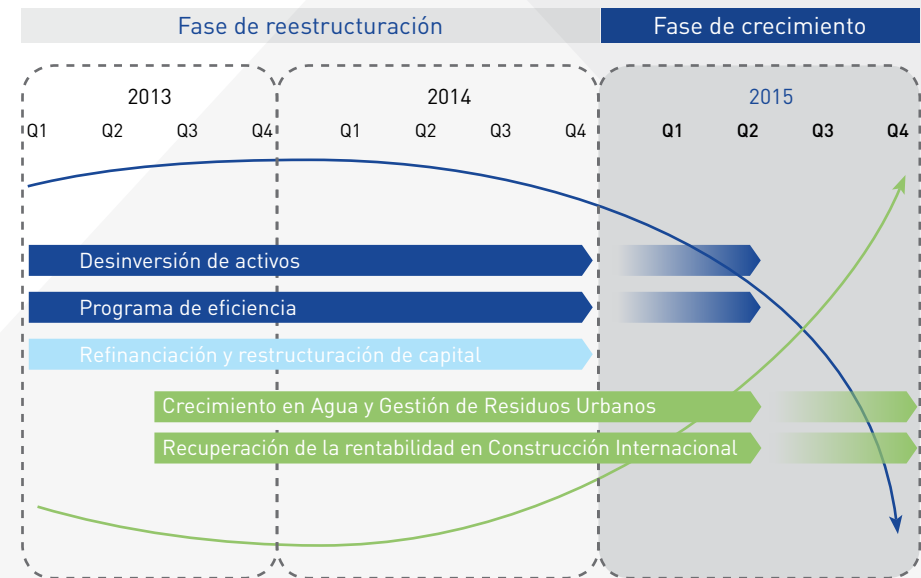 Fase de reestructuración Fase de crecimiento
2013 2014 2015
Q1 Q2 Q3 Q4 Q1 Q2 Q3 Q4 Q1 Q2 Q3 Q4
Desinversión de activos
Programa de eficiencia
Refinanciación y restructuración de capital
Crecimiento en Agua y Gestión de Residuos Urbanos
Recuperación de la rentabilidad en Construcción Internacional